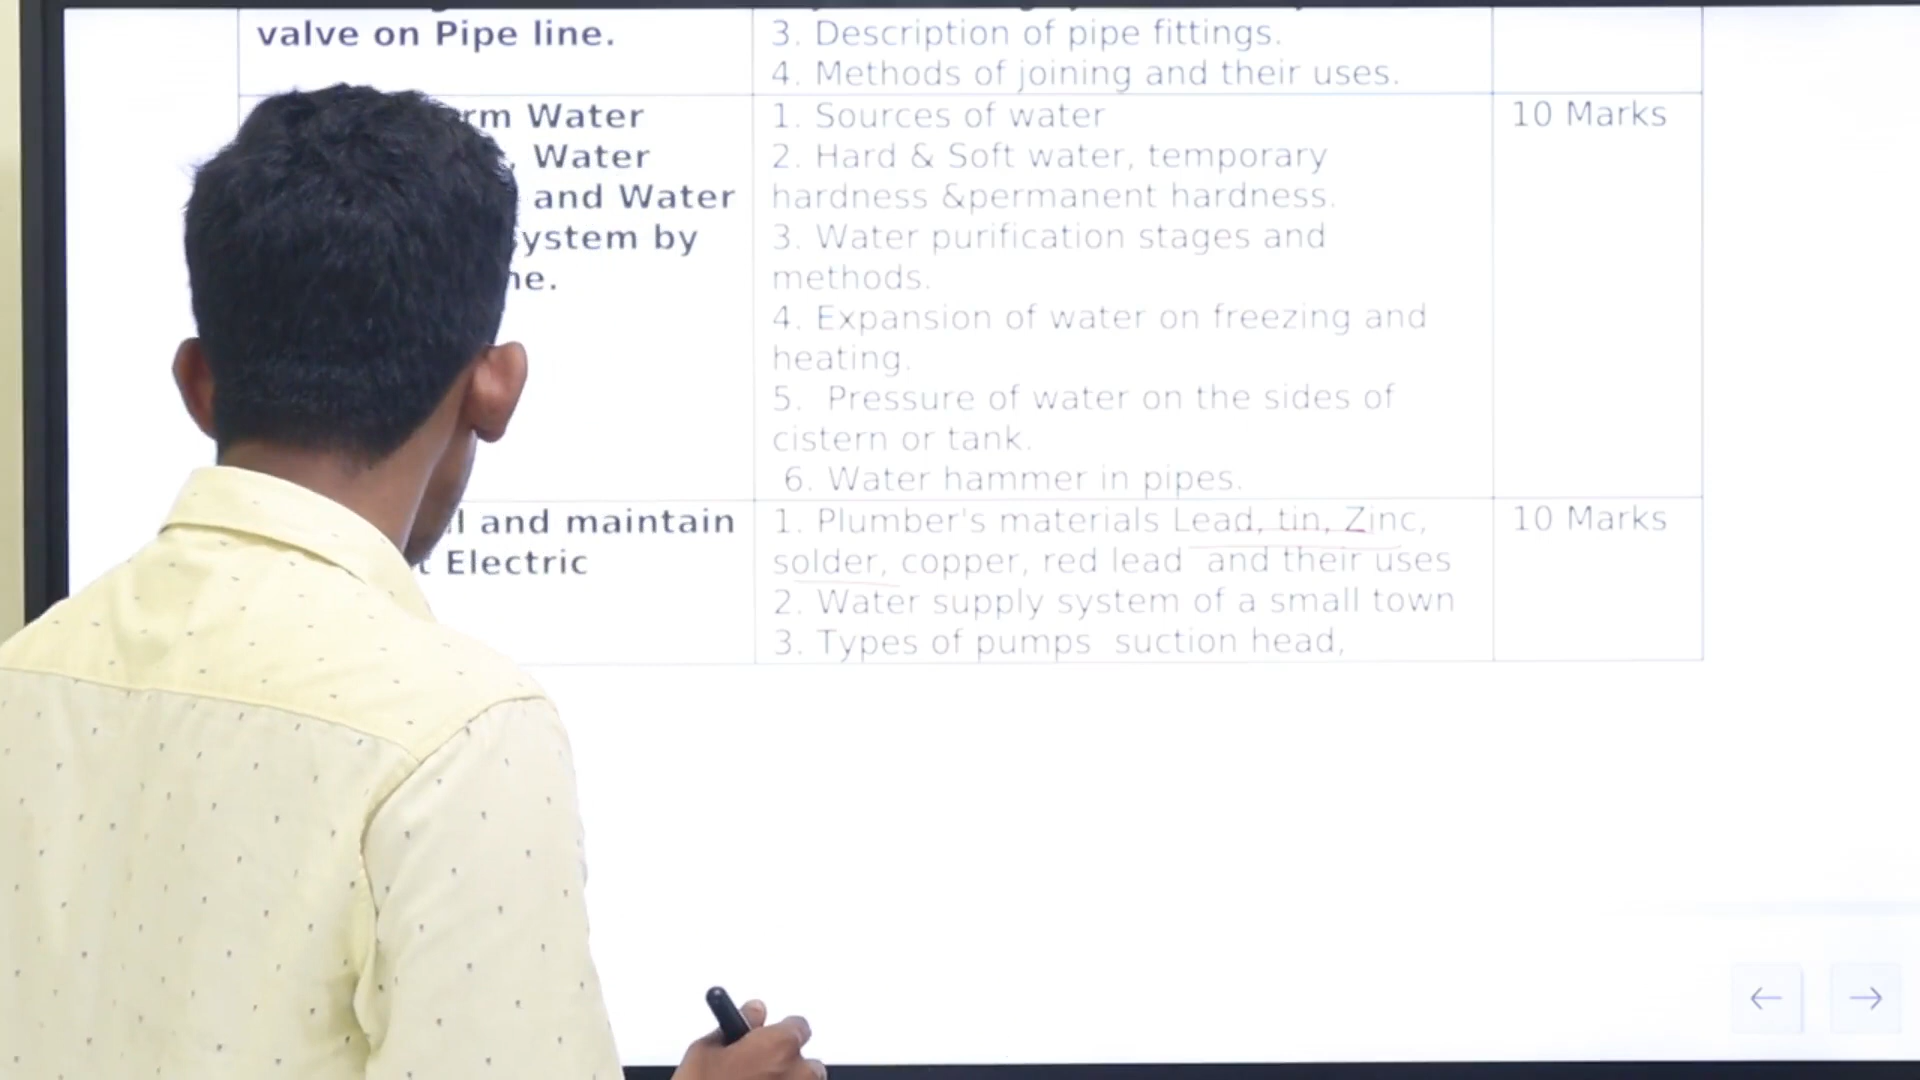 valve on Pipe line.
3. Description of pipe fittings.
4. Methods of joining and their uses.
Water
Water
and Water
by
1. Sources of water
2. Hard & Soft water, temporary
hardness &permanent hardness.
3. Water purification stages and
methods.
4. Expansion of water on freezing and
heating.
5. Pressure of water on the sides of
cistern or tank.
6. Water hammer in pipes.
10 Marks
and maintain
Electric
1. Plumber's materials Lead, tin, Zinc,
solder, copper, red lead and their uses
2. Water supply system of a small town
3. Types of pumps suction head,
10 Marks